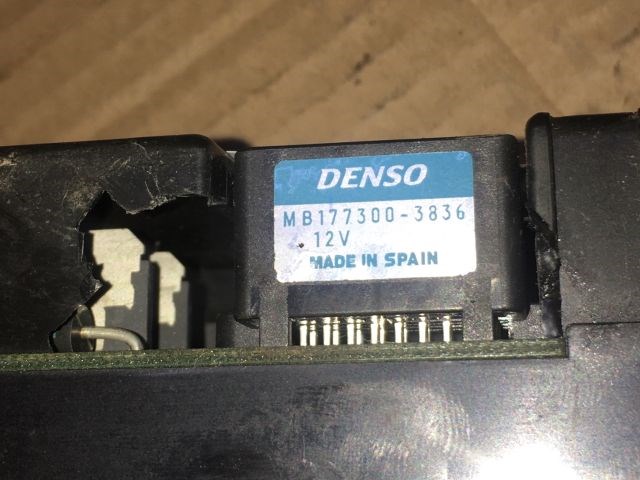 DENSO
MB177300-3836
12V
MADE IN SPAIN